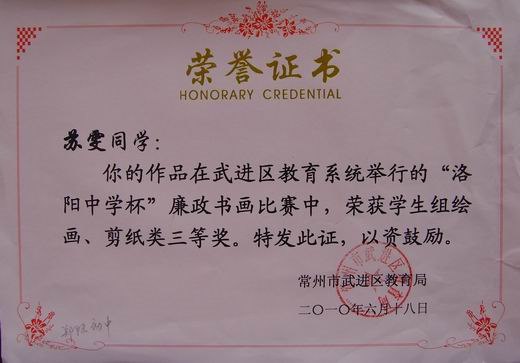 荣誉证书
HONORARY CREDENTIAL
苏雯同学：
你的作品在武进区教育系统举行的“洛
阳中学杯”廉政书画比赛中，荣获学生组绘
画、剪纸类三等奖。特发此证，以资鼓励。
常州市武进区教育局
二〇一〇年六月十八日